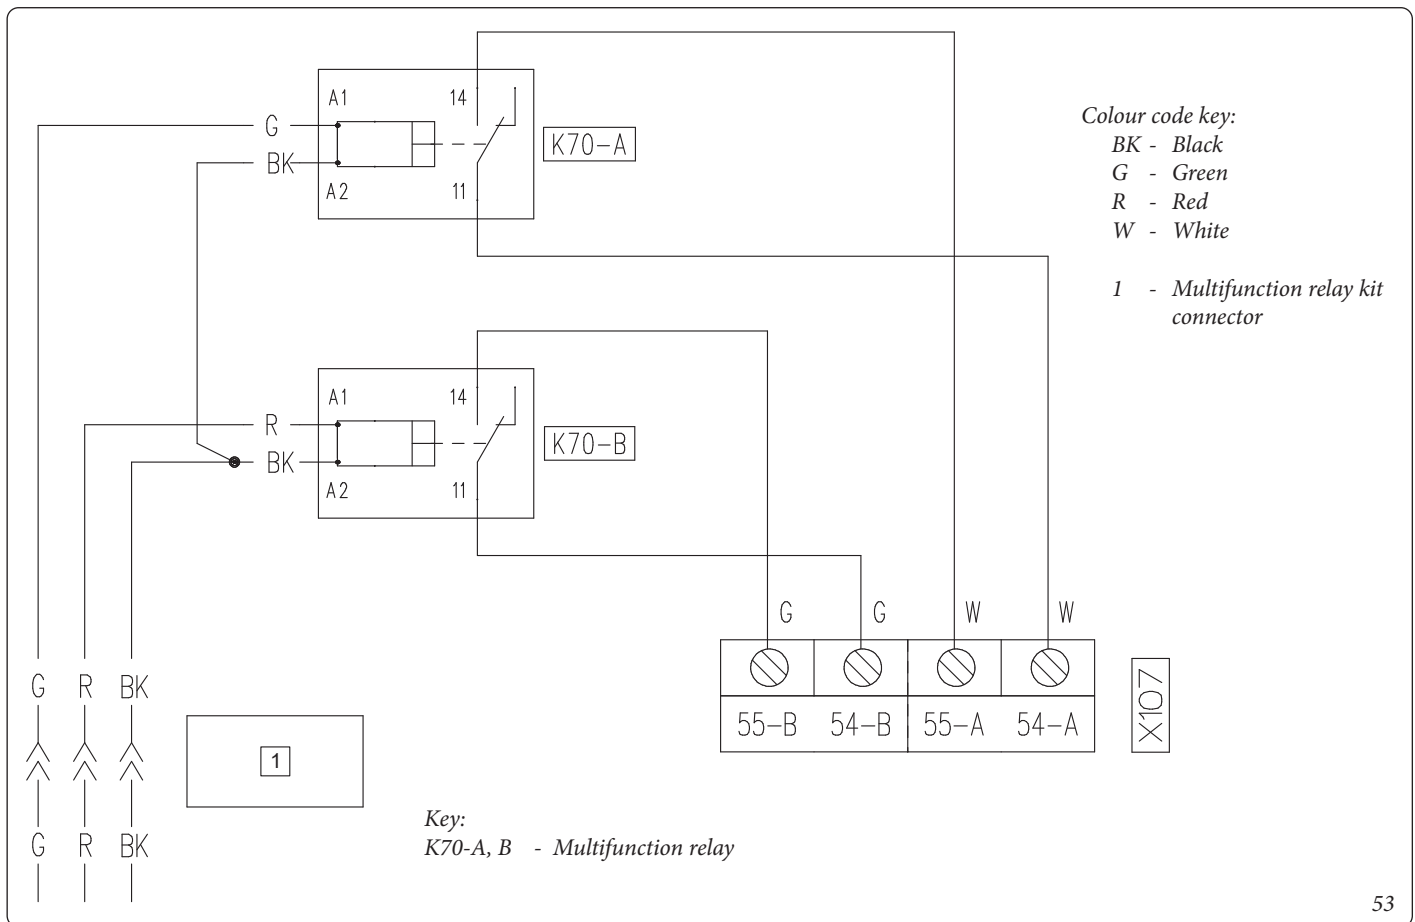 A1 14
G
BK
K70-A
A2 11
Colour code key:
BK - Black
G - Green
R - Red
W - White
1 - Multifunction relay kit
connector
A1 14
R
BK
K70-B
A2 11
G G W W
55-B 54-B 55-A 54-A
X107
G R BK
1
G R BK
Key:
K70-A, B - Multifunction relay
53